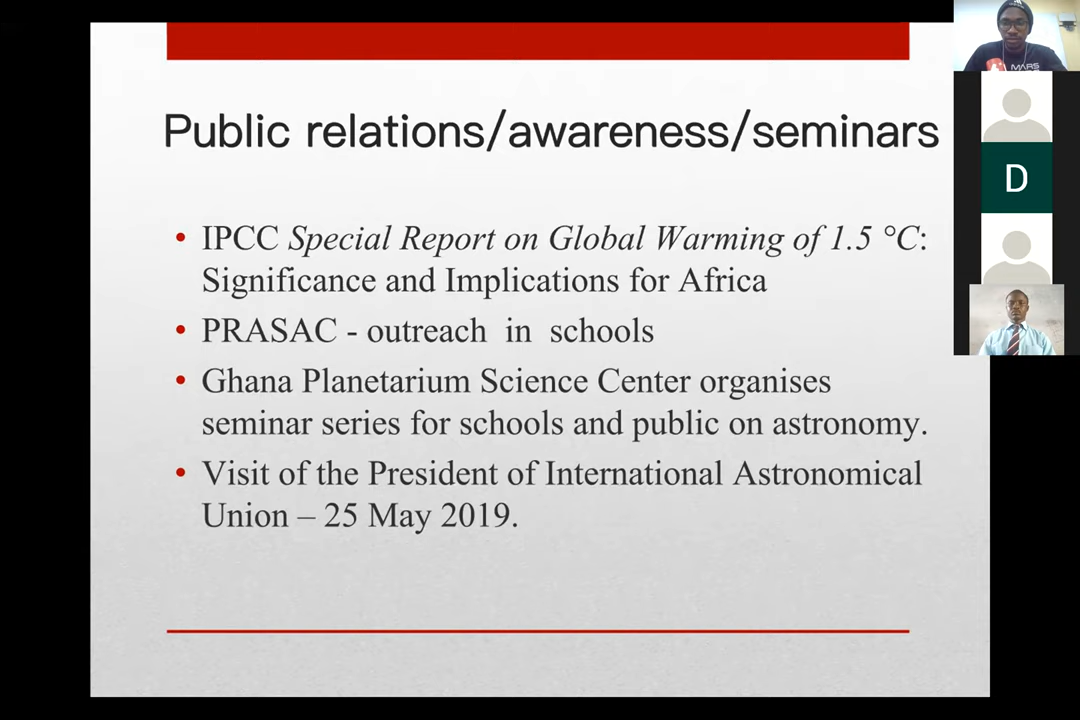 Public relations/awareness/seminars
• IPCC Special Report on Global Warming of 1.5 °C:
Significance and Implications for Africa
• PRASAC - outreach in schools
• Ghana Planetarium Science Center organises
seminar series for schools and public on astronomy.
• Visit of the President of International Astronomical
Union – 25 May 2019.
MARS
D